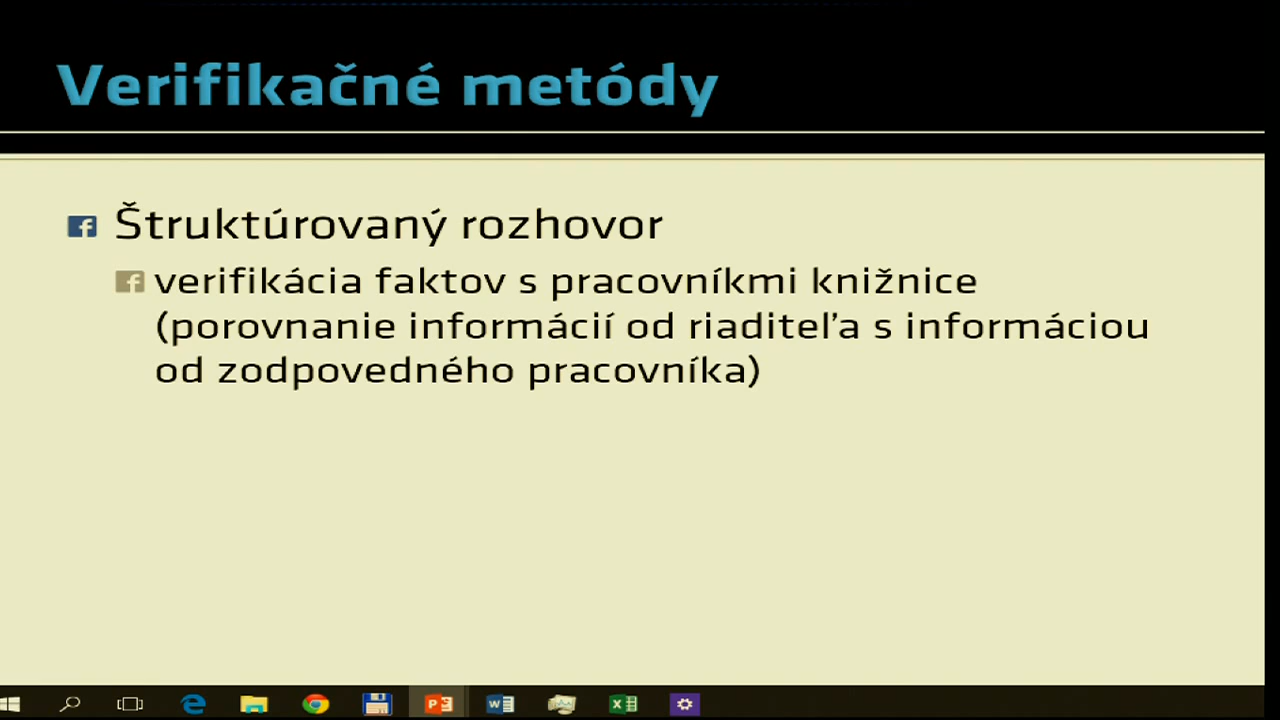 Verifikačné metódy
Štruktúrovaný rozhovor
verifikácia faktov s pracovníkmi knižnice
(porovnanie informácií od riaditeľa s informáciou
od zodpovedného pracovníka)